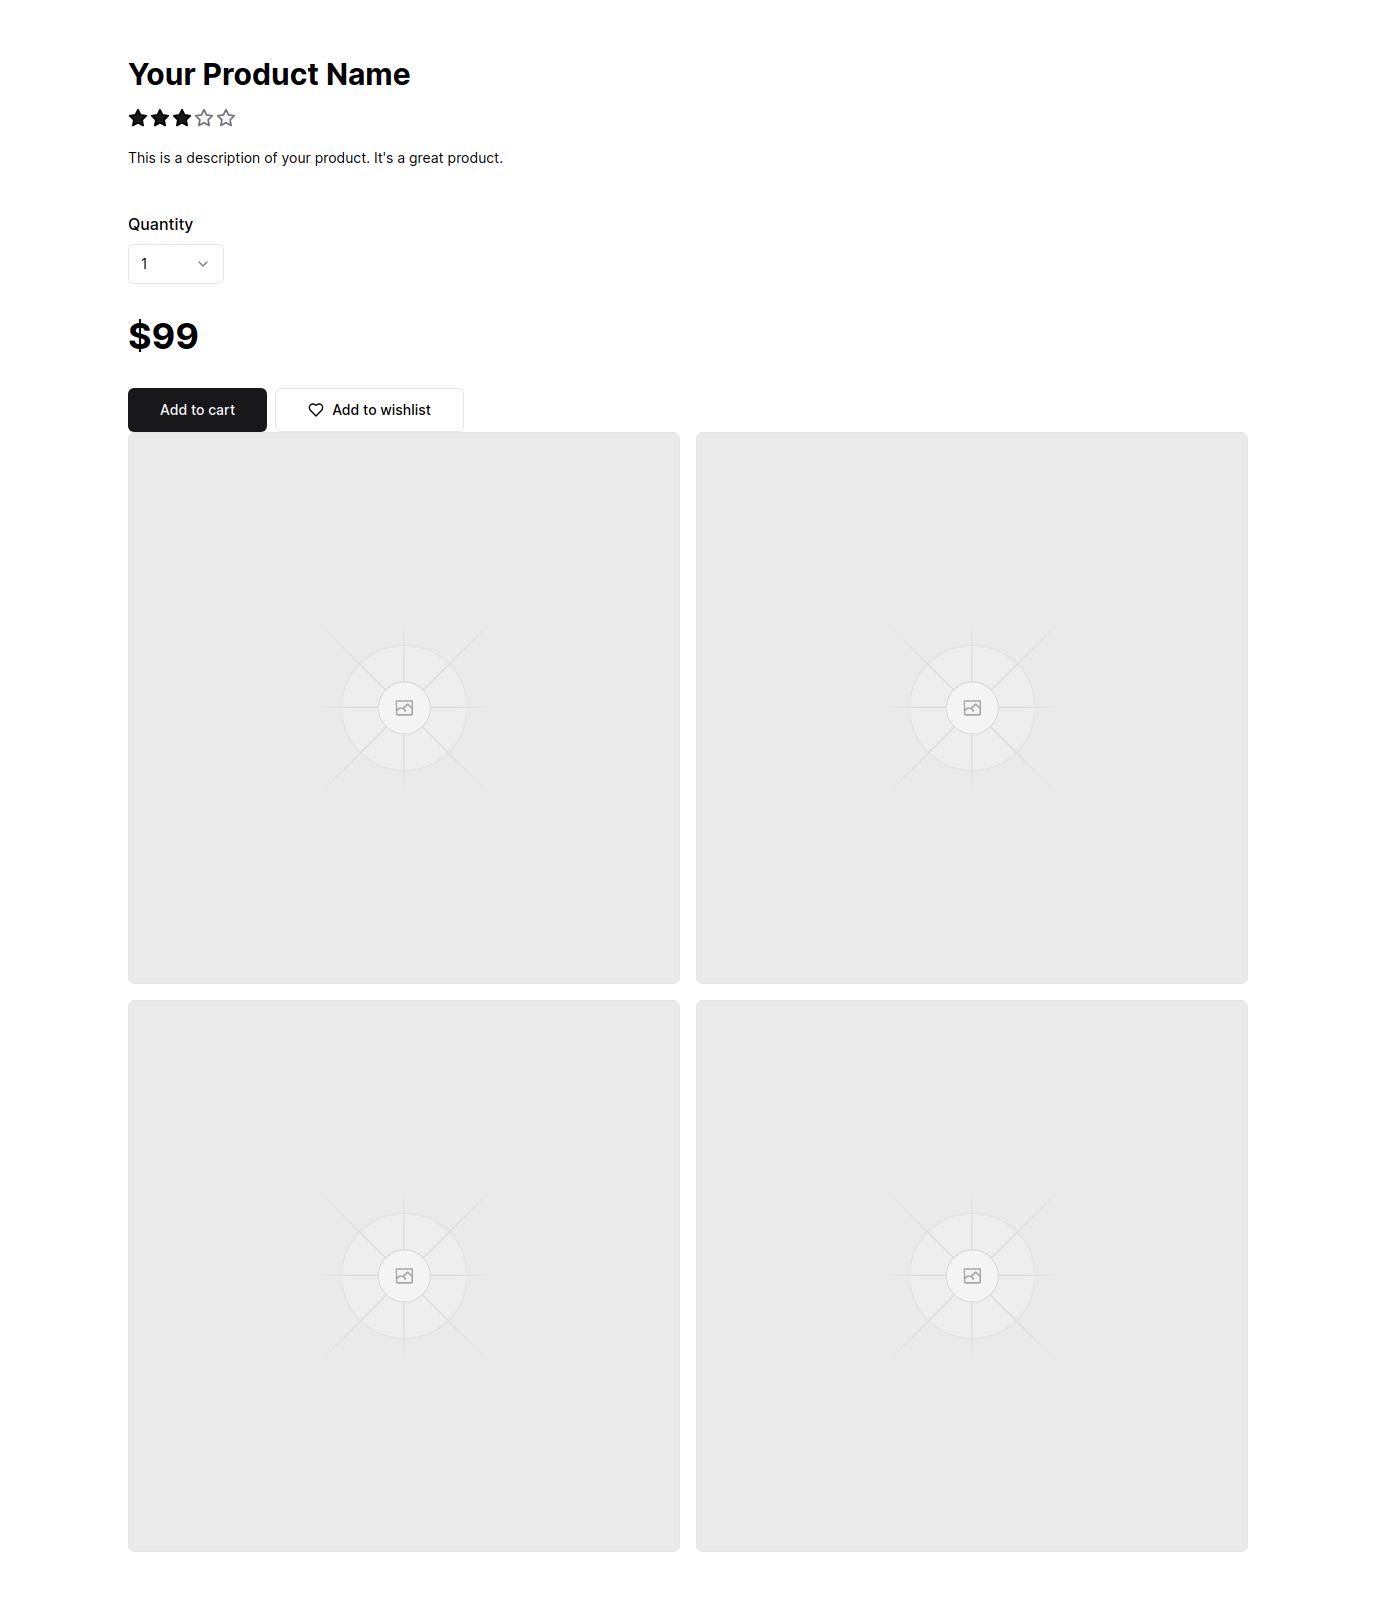 Your Product Name
This is a description of your product. It's a great product.
Quantity
1
$99
Add to cart
Add to wishlist